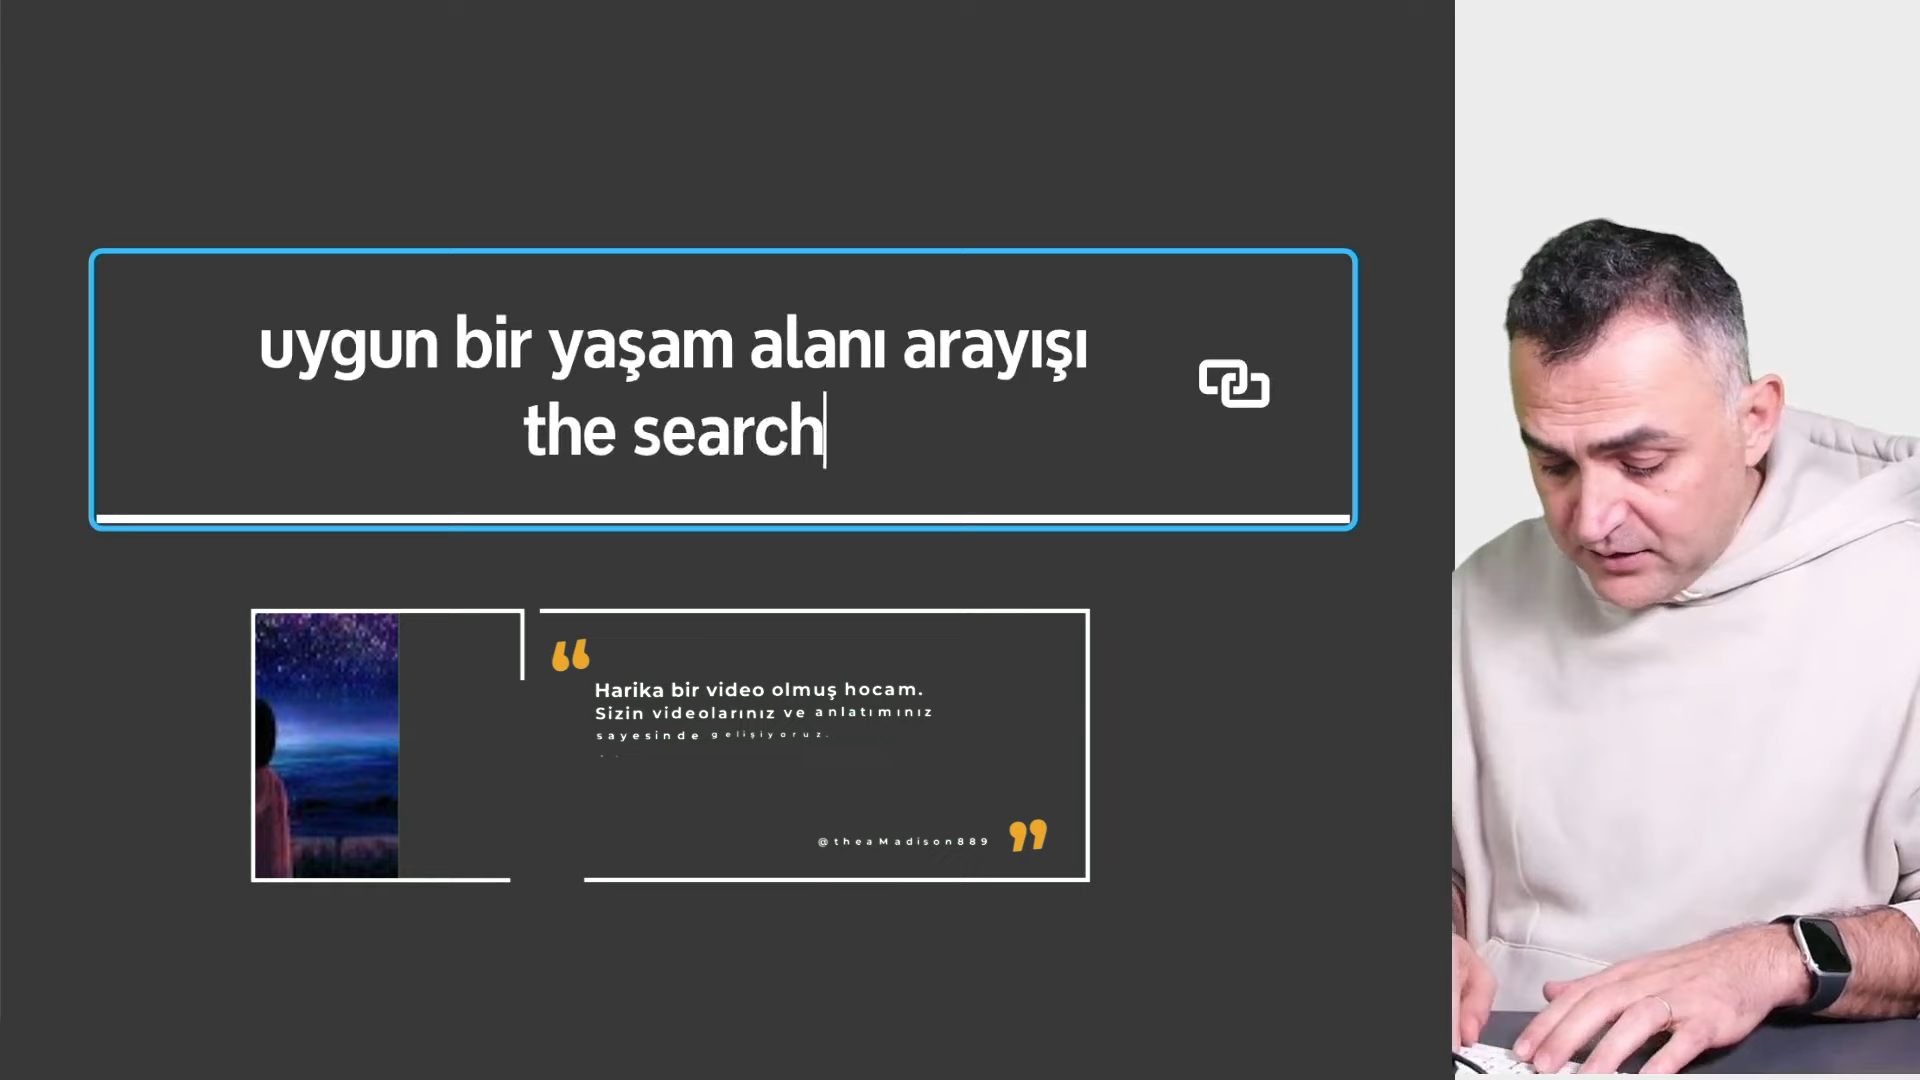 uygun bir yaşam alanı arayışı
the search
“
Harika bir video olmuş hocam.
Sizin videolarınız ve anlatımınız
sayesinde gelişiyoruz.
@theaMadison889
”